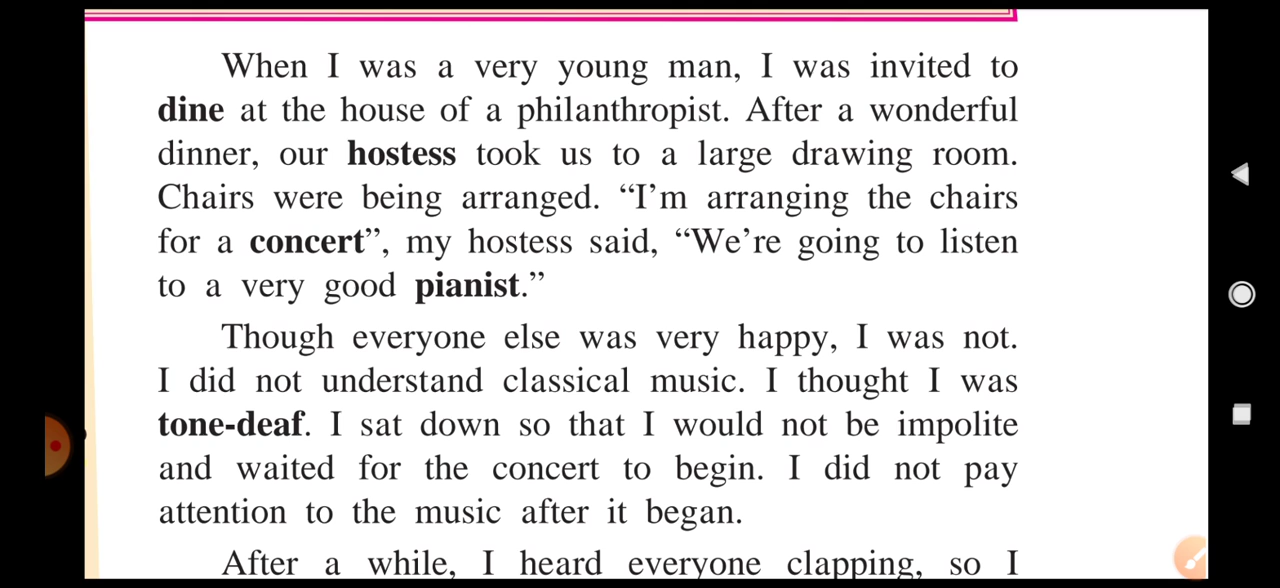 When I was a very young man, I was invited to
dine at the house of a philanthropist. After a wonderful
dinner, our hostess took us to a large drawing room.
Chairs were being arranged. “I’m arranging the chairs
for a concert”, my hostess said, “We’re going to listen
to a very good pianist.”
Though everyone else was very happy, I was not.
I did not understand classical music. I thought I was
tone-deaf. I sat down so that I would not be impolite
and waited for the concert to begin. I did not pay
attention to the music after it began.
After a while, I heard everyone clapping, so I